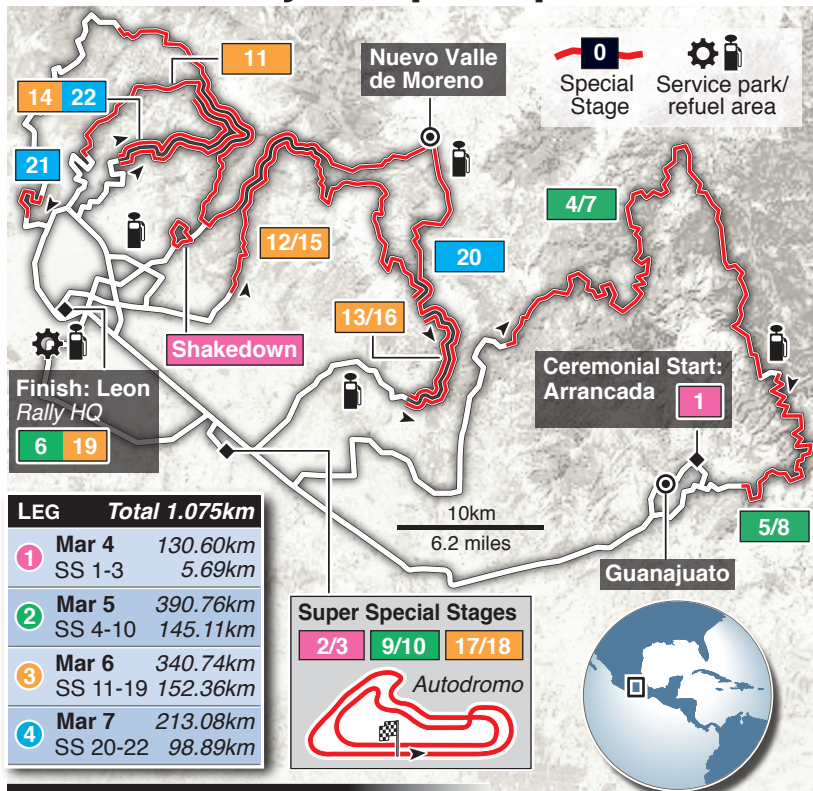 11
Nuevo Valle
de Moreno
0
Special
Stage
Service park/
refuel area
14 22
21
4/7
12/15
20
13/16
Shakedown
Ceremonial Start:
Arrancada
1
Finish: Leon
Rally HQ
6 19
10km
6.2 miles
5/8
Guanajuato
LEG Total 1.075km
1 Mar 4 130.60km
SS 1-3 5.69km
2 Mar 5 390.76km
SS 4-10 145.11km
3 Mar 6 340.74km
SS 11-19 152.36km
4 Mar 7 213.08km
SS 20-22 98.89km
Super Special Stages
2/3 9/10 17/18
Autodromo